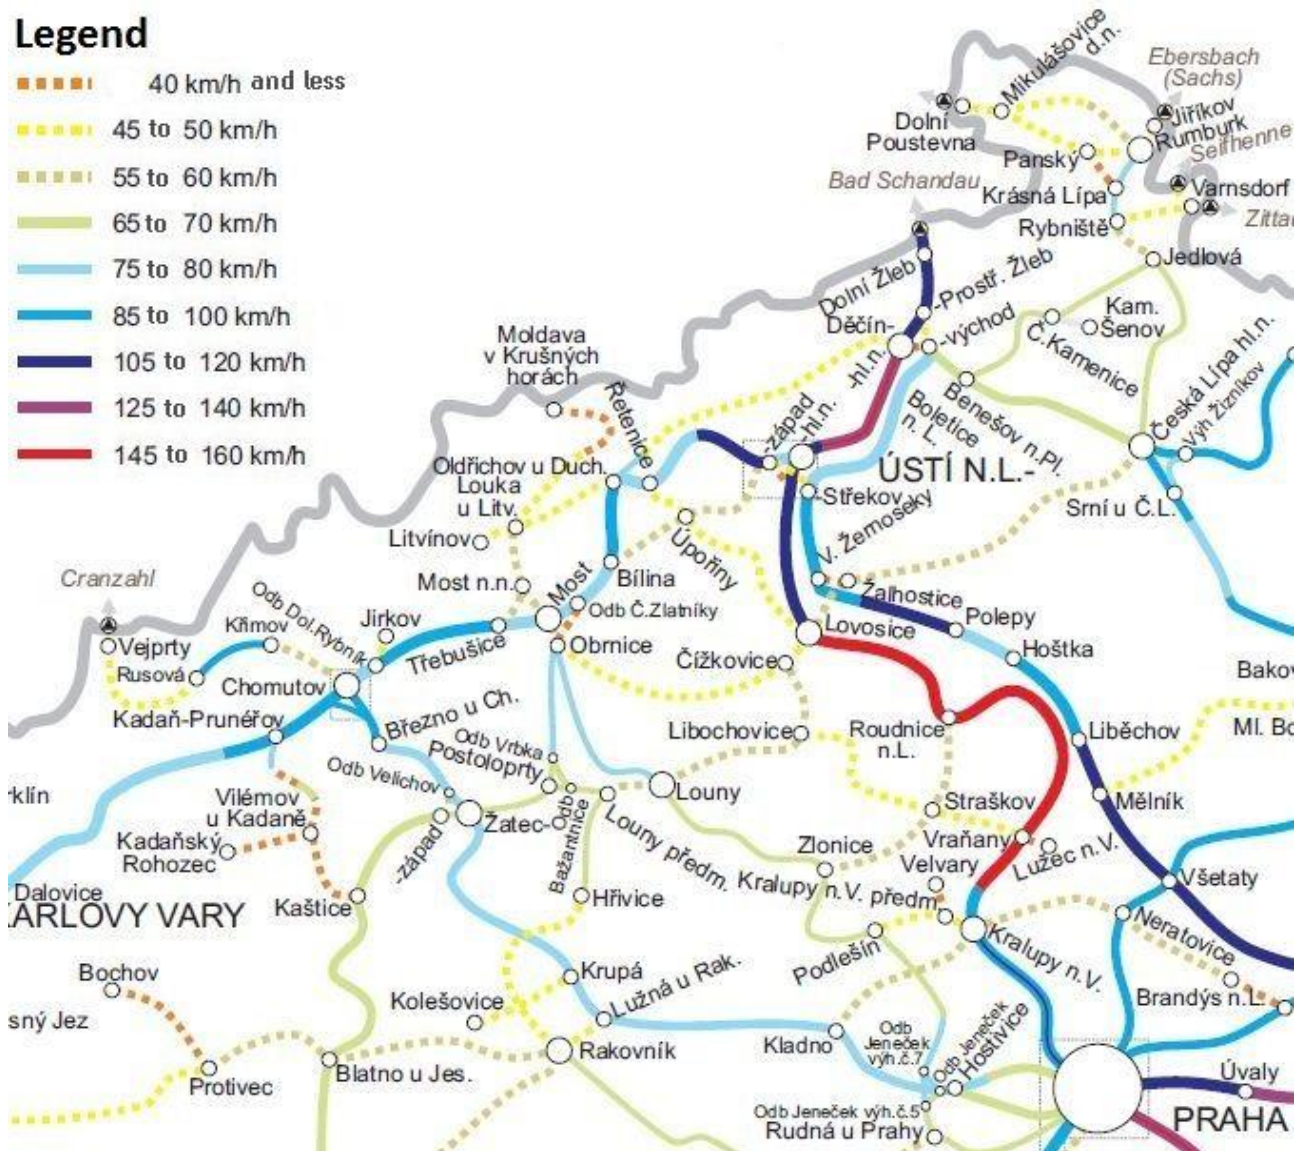 Legend
40 km/h and less
45 to 50 km/h
55 to 60 km/h
65 to 70 km/h
75 to 80 km/h
85 to 100 km/h
105 to 120 km/h
125 to 140 km/h
145 to 160 km/h
Mikulášovice
d.n.
Ebersbach
(Sachs)
Dolní
Poustevna
Jiříkov
Rumburk
Seifhenne
Panský
Bad Schandau
Krásná Lípa
Varnsdorf
Rybniště
Zitta
Jedlová
Dolní Žleb
-Prostř. Žleb
Děčín-
-východ
-hl.n.
Kam.
Šenov
Č.Kamenice
Moldava
v Krušných
horách
Řetenice
-západ
-hl.n.
Boletice
n. L.
Benešov n.Pl.
Česká Lípa hl.n.
Výh Žizníkov
ÚSTÍ N.L.-
Oldřichov u Duch.
Louka
u Litv.
-Střekov
Srní u Č.L.
Litvínov
Úpořiny
V. Žernoseky
Cranzahl
Most n.n.
Most
Bílina
Žalhostice
Odb Dol.Rybník
Jirkov
Odb Č.Zlatníky
Křimov
Lovosice
Polepy
Vejprty
Třebušice
Obrnice
Hoštka
Rusová
Chomutov
Čížkovice
Bakov
Kadaň-Prunéřov
Březno u Ch.
Libochovice
Roudnice
n.L.
Liběchov
Ml. Bo
Odb Vrbka
Postoloprty
Odb Velichov
rklín
Vilémov
u Kadaně
Louny
Straškov
Mělník
Žatec-
-západ
Odb
Bažantnice
Louny předm.
Kadaňský
Rohozec
Zlonice
Vraňany
Lužec n.V.
Velvary
Dalovice
KARLOVY VARY
Kaštice
Hřivice
Kralupy n.V. předm.
Všetaty
Neratovice
Kralupy n.V.
Podlešín
Bochov
Krupá
Lužná u Rak.
Brandýs n.L.
Kolešovice
sný Jez
Kladno
Odb
Jeneček
výh.č.7
Odb Jeneček
Hostivice
Rakovník
Protivec
Blatno u Jes.
Úvaly
Odb Jeneček výh.č.5
Rudná u Prahy
PRAHA